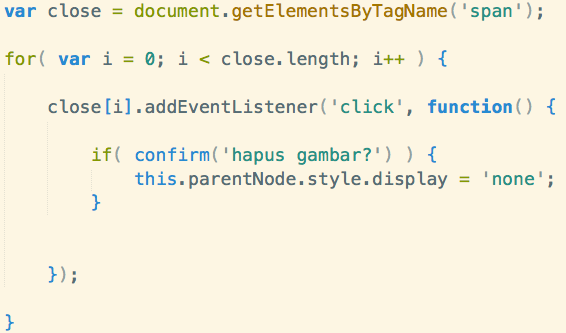 var close = document.getElementsByTagName('span');
for( var i = 0; i < close.length; i++ ) {
close[i].addEventListener('click', function() {
if( confirm('hapus gambar?') ) {
this.parentNode.style.display = 'none';
}
});
}